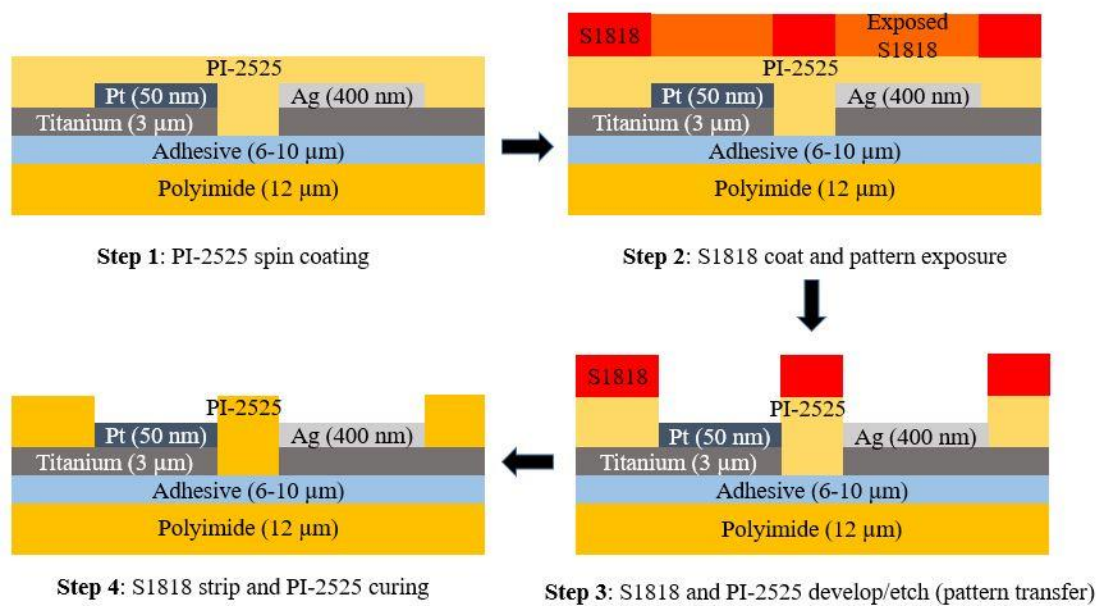 PI-2525
Pt (50 nm) Ag (400 nm)
Titanium (3 μm)
Adhesive (6-10 μm)
Polyimide (12 μm)
Step 1: PI-2525 spin coating
S1818 Exposed
S1818
PI-2525
Pt (50 nm) Ag (400 nm)
Titanium (3 μm)
Adhesive (6-10 μm)
Polyimide (12 μm)
Step 2: S1818 coat and pattern exposure
S1818
PI-2525
Pt (50 nm) Ag (400 nm)
Titanium (3 μm)
Adhesive (6-10 μm)
Polyimide (12 μm)
Step 3: S1818 and PI-2525 develop/etch (pattern transfer)
PI-2525
Pt (50 nm) Ag (400 nm)
Titanium (3 μm)
Adhesive (6-10 μm)
Polyimide (12 μm)
Step 4: S1818 strip and PI-2525 curing